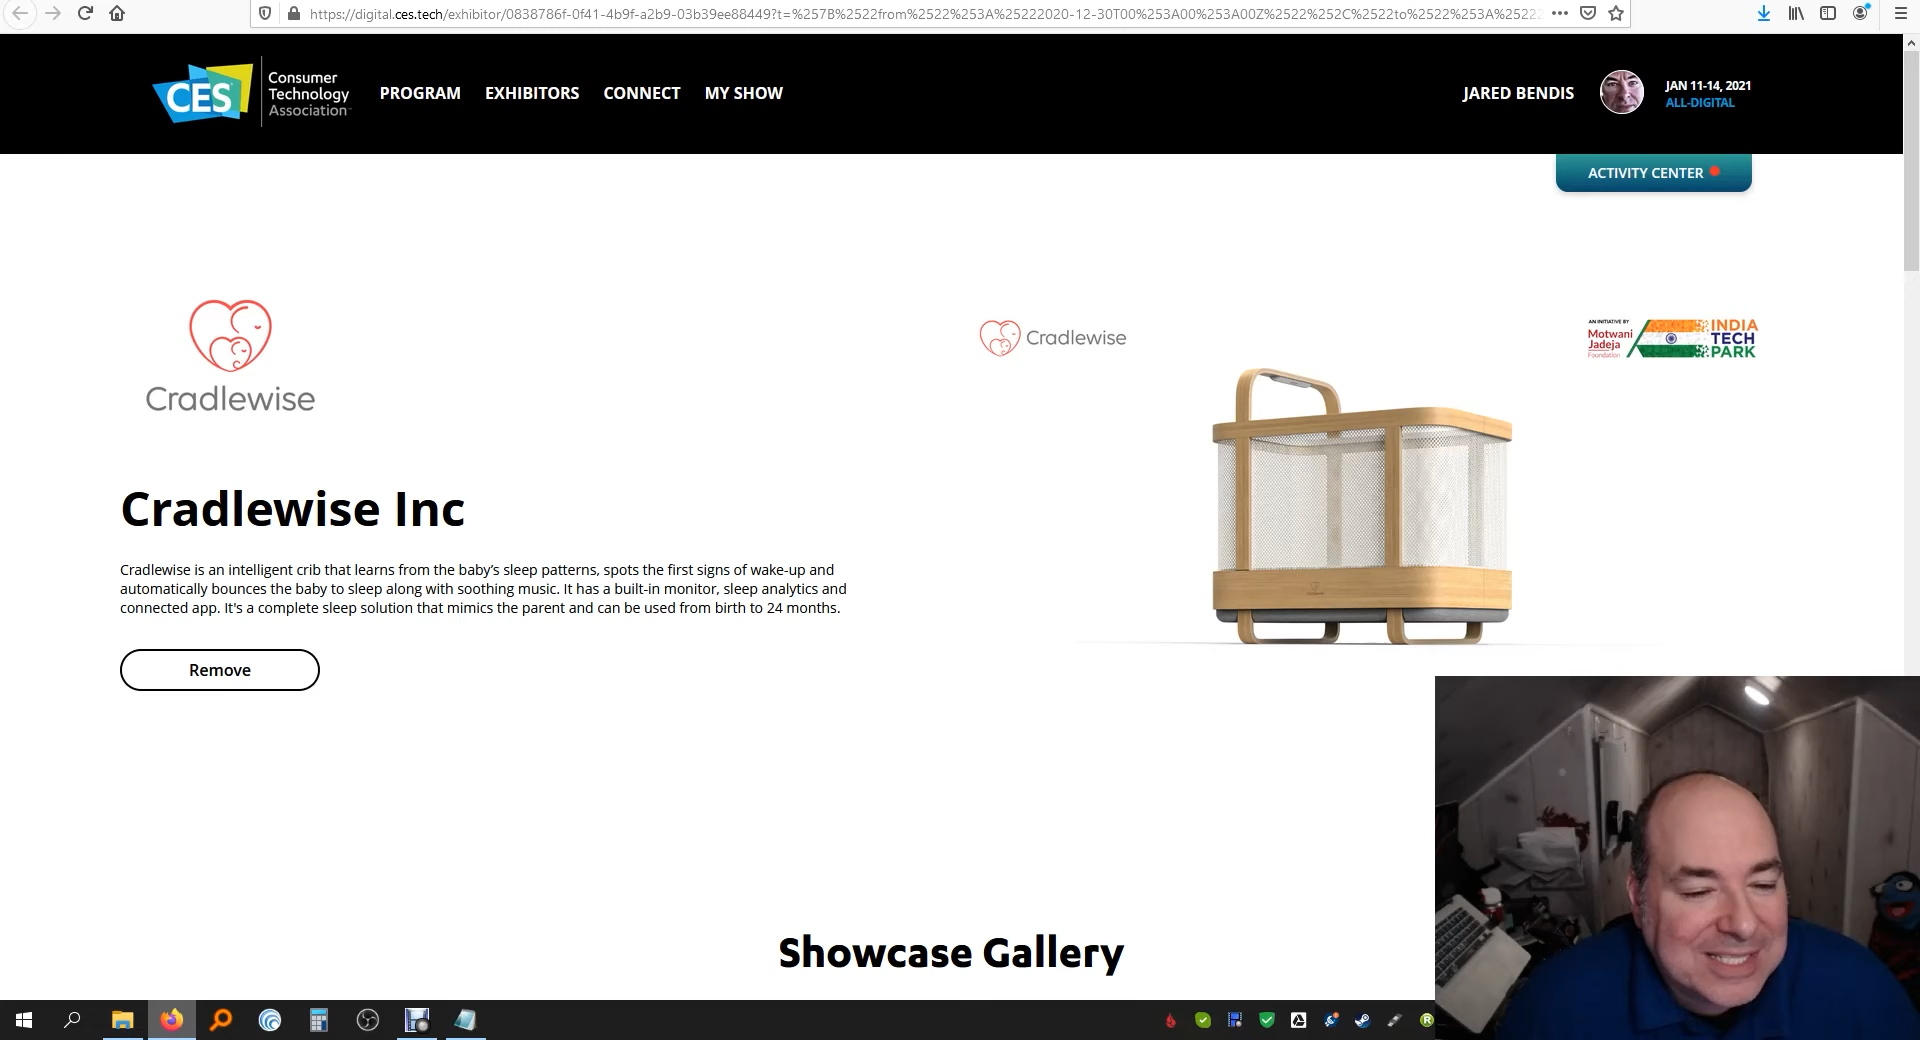 https://digital.ces.tech/exhibitor/0838786f-0f41-4b9f-a2b9-03b39ee88449?t=%257B%2522from%2522%253A%25222020-12-30T00%253A00%253A00Z%2522%252C%2522to%2522%253A%2522
CES
Consumer
Technology
Association
PROGRAM EXHIBITORS CONNECT MY SHOW
JARED BENDIS
JAN 11-14, 2021
ALL-DIGITAL
ACTIVITY CENTER
Cradlewise
Cradlewise
AN INITIATIVE BY
Motwani
Jadeja
Foundation
INDIA
TECH
PARK
Cradlewise Inc
Cradlewise is an intelligent crib that learns from the baby’s sleep patterns, spots the first signs of wake-up and
automatically bounces the baby to sleep along with soothing music. It has a built-in monitor, sleep analytics and
connected app. It's a complete sleep solution that mimics the parent and can be used from birth to 24 months.
Remove
Showcase Gallery